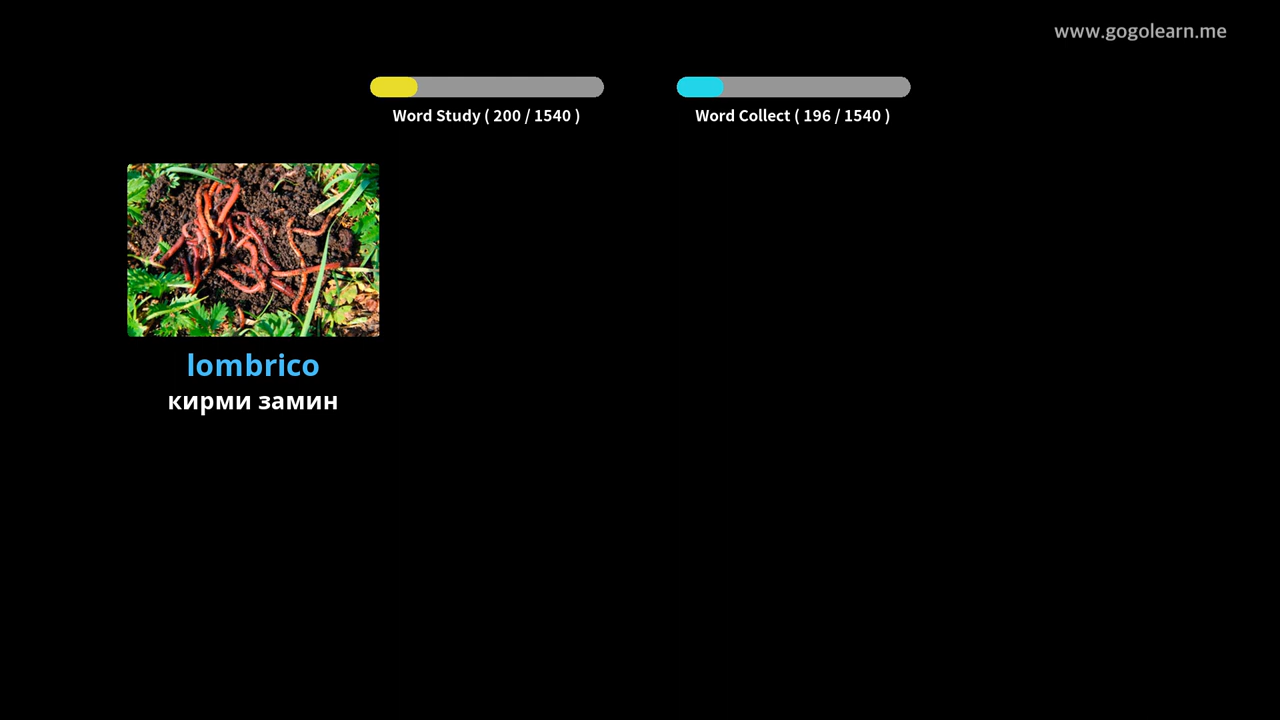 www.gogolearn.me
Word Study ( 200 / 1540 )
Word Collect ( 196 / 1540 )
lombrico
кирми замин